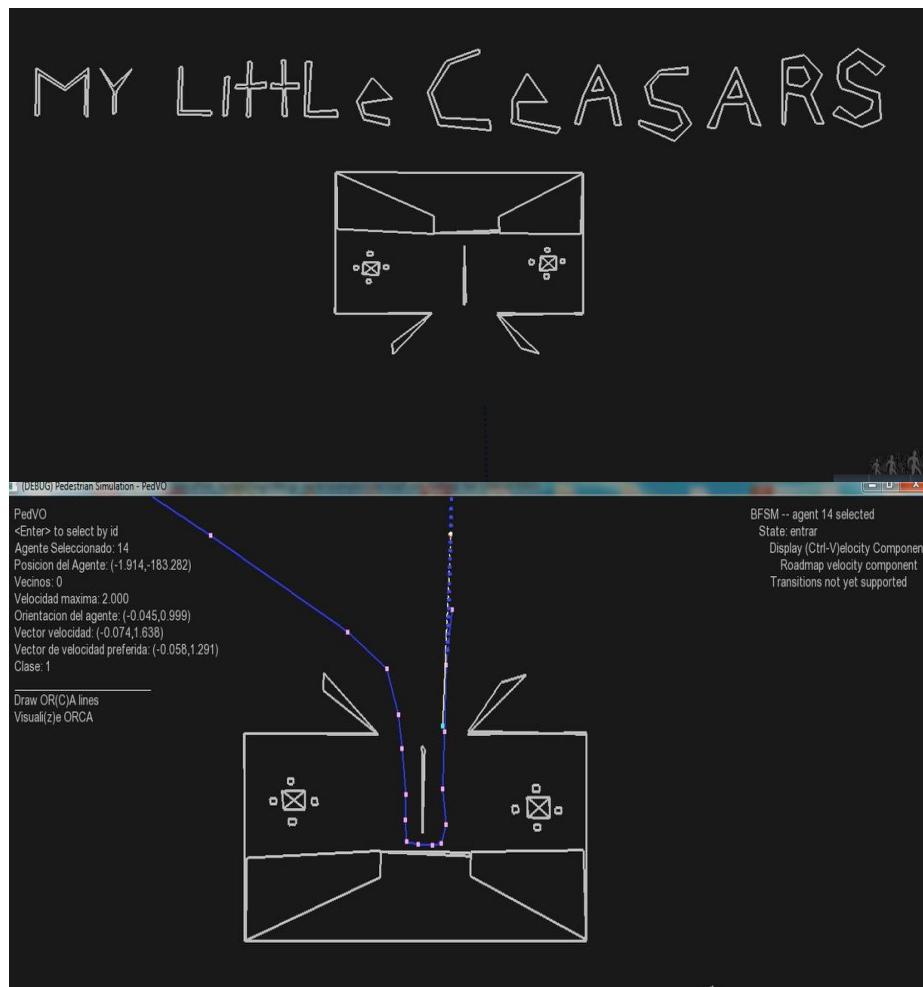 MY LittLe CeASARS
(DEBUG) Pedestrian Simulation - PedVO
PedVO
<Enter> to select by id
Agente Seleccionado: 14
Posicion del Agente: (-1.914,-183.282)
Vecinos: 0
Velocidad maxima: 2.000
Orientacion del agente: (-0.045,0.999)
Vector velocidad: (-0.074,1.638)
Vector de velocidad preferida: (-0.058,1.291)
Clase: 1
Draw OR(C)A lines
Visuali(z)e ORCA
BFSM -- agent 14 selected
State: entrar
Display (Ctrl-V)elocity Componen
Roadmap velocity component
Transitions not yet supported